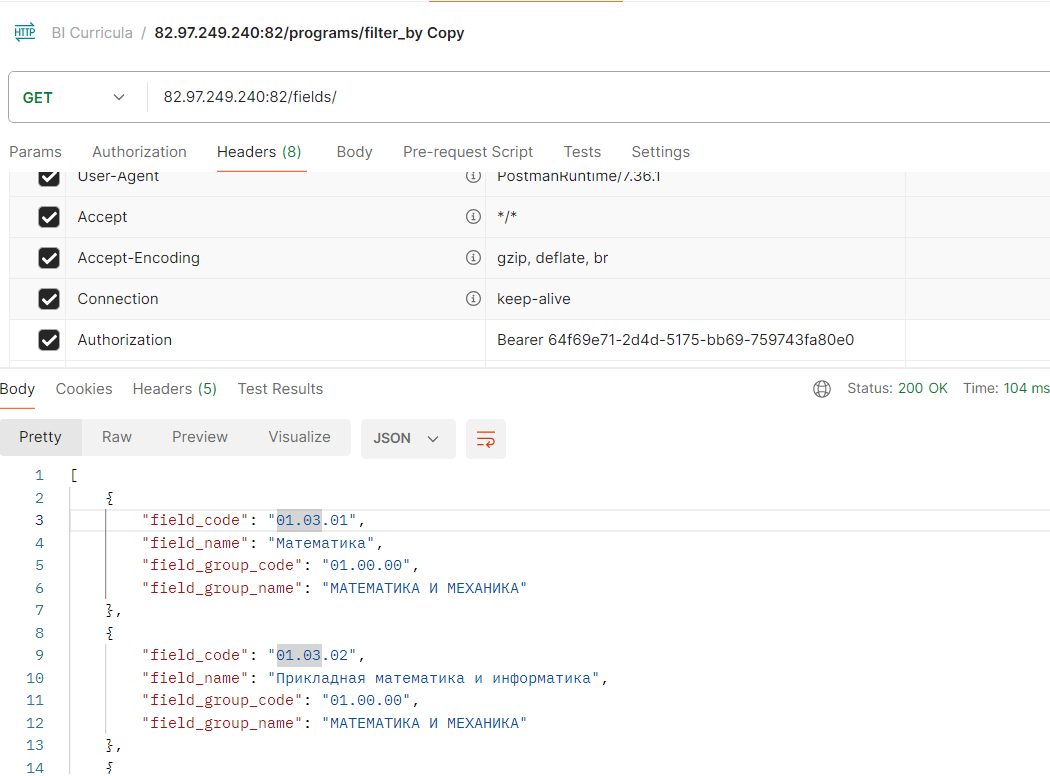 HTTP BI Curricula / 82.97.249.240:82/programs/filter_by Copy
GET 82.97.249.240:82/fields/
Params Authorization Headers (8) Body Pre-request Script Tests Settings
User-Agent PostmanRuntime/7.36.1
Accept */*
Accept-Encoding gzip, deflate, br
Connection keep-alive
Authorization Bearer 64f69e71-2d4d-5175-bb69-759743fa80e0
Body Cookies Headers (5) Test Results Status: 200 OK Time: 104 ms
Pretty Raw Preview Visualize JSON
1 [
2 {
3 "field_code": "01.03.01",
4 "field_name": "Математика",
5 "field_group_code": "01.00.00",
6 "field_group_name": "МАТЕМАТИКА И МЕХАНИКА"
7 },
8 {
9 "field_code": "01.03.02",
10 "field_name": "Прикладная математика и информатика",
11 "field_group_code": "01.00.00",
12 "field_group_name": "МАТЕМАТИКА И МЕХАНИКА"
13 },
14 {